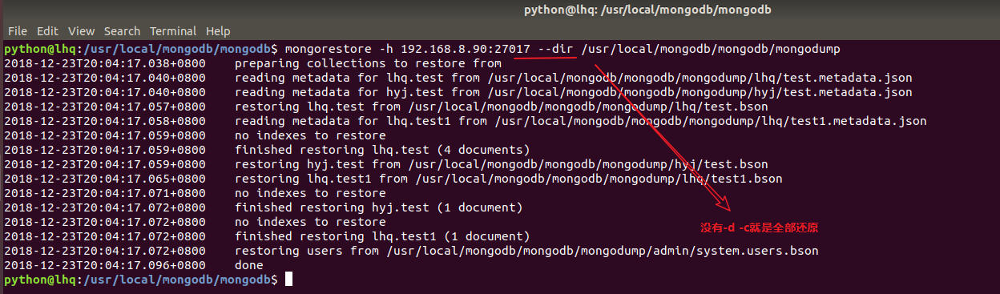 python@lhq: /usr/local/mongodb/mongodb
File Edit View Search Terminal Help
python@lhq:/usr/local/mongodb/mongodb$ mongorestore -h 192.168.8.90:27017 --dir /usr/local/mongodb/mongodb/mongodump
2018-12-23T20:04:17.038+0800 preparing collections to restore from
2018-12-23T20:04:17.040+0800 reading metadata for lhq.test from /usr/local/mongodb/mongodb/mongodump/lhq/test.metadata.json
2018-12-23T20:04:17.040+0800 reading metadata for hyj.test from /usr/local/mongodb/mongodb/mongodump/hyj/test.metadata.json
2018-12-23T20:04:17.057+0800 restoring lhq.test from /usr/local/mongodb/mongodb/mongodump/lhq/test.bson
2018-12-23T20:04:17.058+0800 reading metadata for lhq.test1 from /usr/local/mongodb/mongodb/mongodump/lhq/test1.metadata.json
2018-12-23T20:04:17.059+0800 no indexes to restore
2018-12-23T20:04:17.059+0800 finished restoring lhq.test (4 documents)
2018-12-23T20:04:17.059+0800 restoring hyj.test from /usr/local/mongodb/mongodb/mongodump/hyj/test.bson
2018-12-23T20:04:17.065+0800 restoring lhq.test1 from /usr/local/mongodb/mongodb/mongodump/lhq/test1.bson
2018-12-23T20:04:17.071+0800 no indexes to restore
2018-12-23T20:04:17.072+0800 finished restoring hyj.test (1 document)
2018-12-23T20:04:17.072+0800 no indexes to restore
没有-d -c就是全部还原
2018-12-23T20:04:17.072+0800 finished restoring lhq.test1 (1 document)
2018-12-23T20:04:17.072+0800 restoring users from /usr/local/mongodb/mongodb/mongodump/admin/system.users.bson
2018-12-23T20:04:17.096+0800 done
python@lhq:/usr/local/mongodb/mongodb$